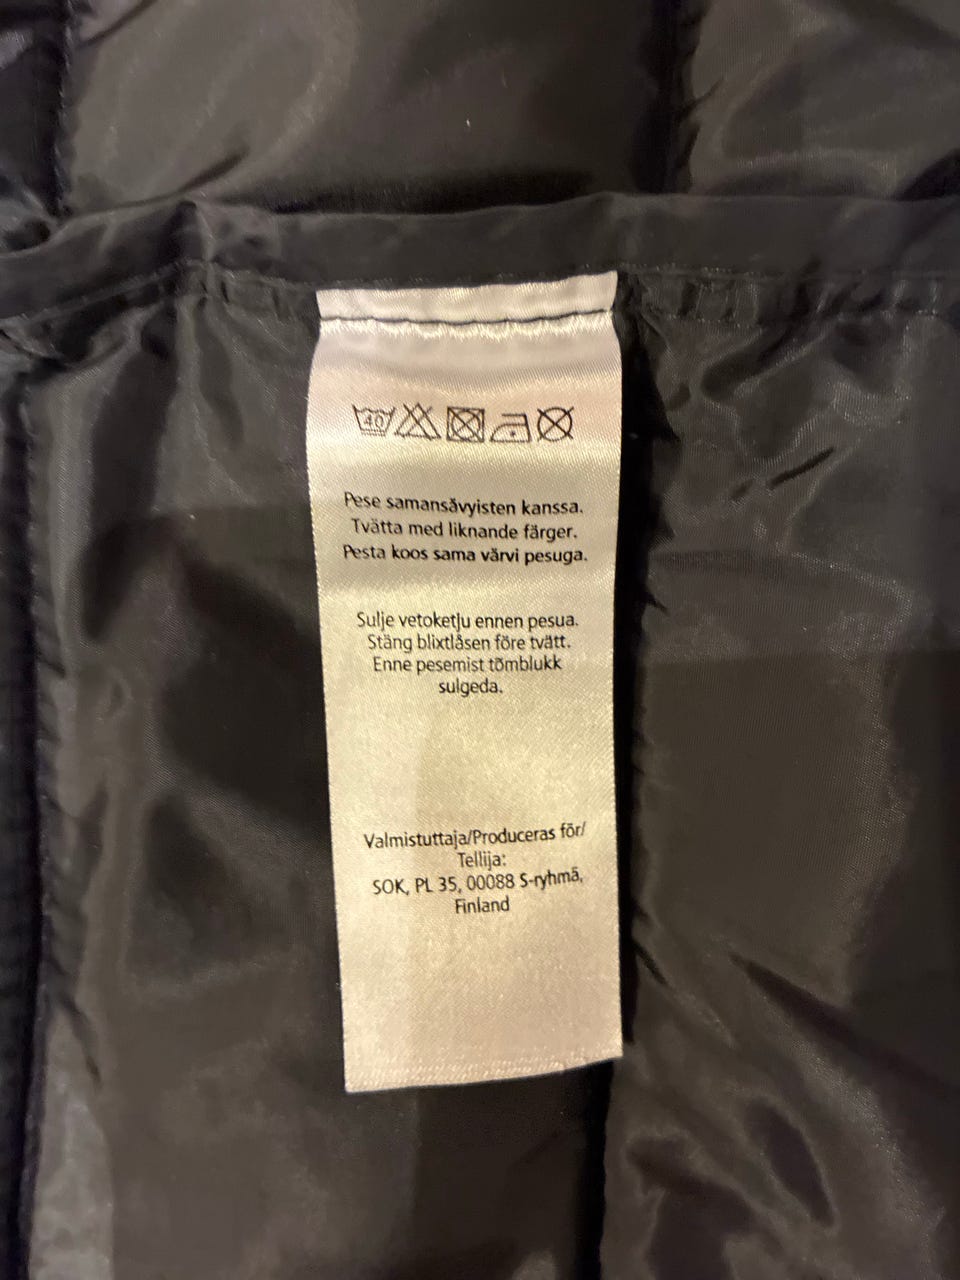 40
Pese samansävyisten kanssa.
Tvätta med liknande färger.
Pesta koos sama värvi pesuga.
Sulje vetoketju ennen pesua.
Stäng blixtlåsen före tvätt.
Enne pesemist tõmblukk
sulgeda.
Valmistuttaja/Produceras för/
Tellija:
SOK, PL 35, 00088 S-ryhmä,
Finland